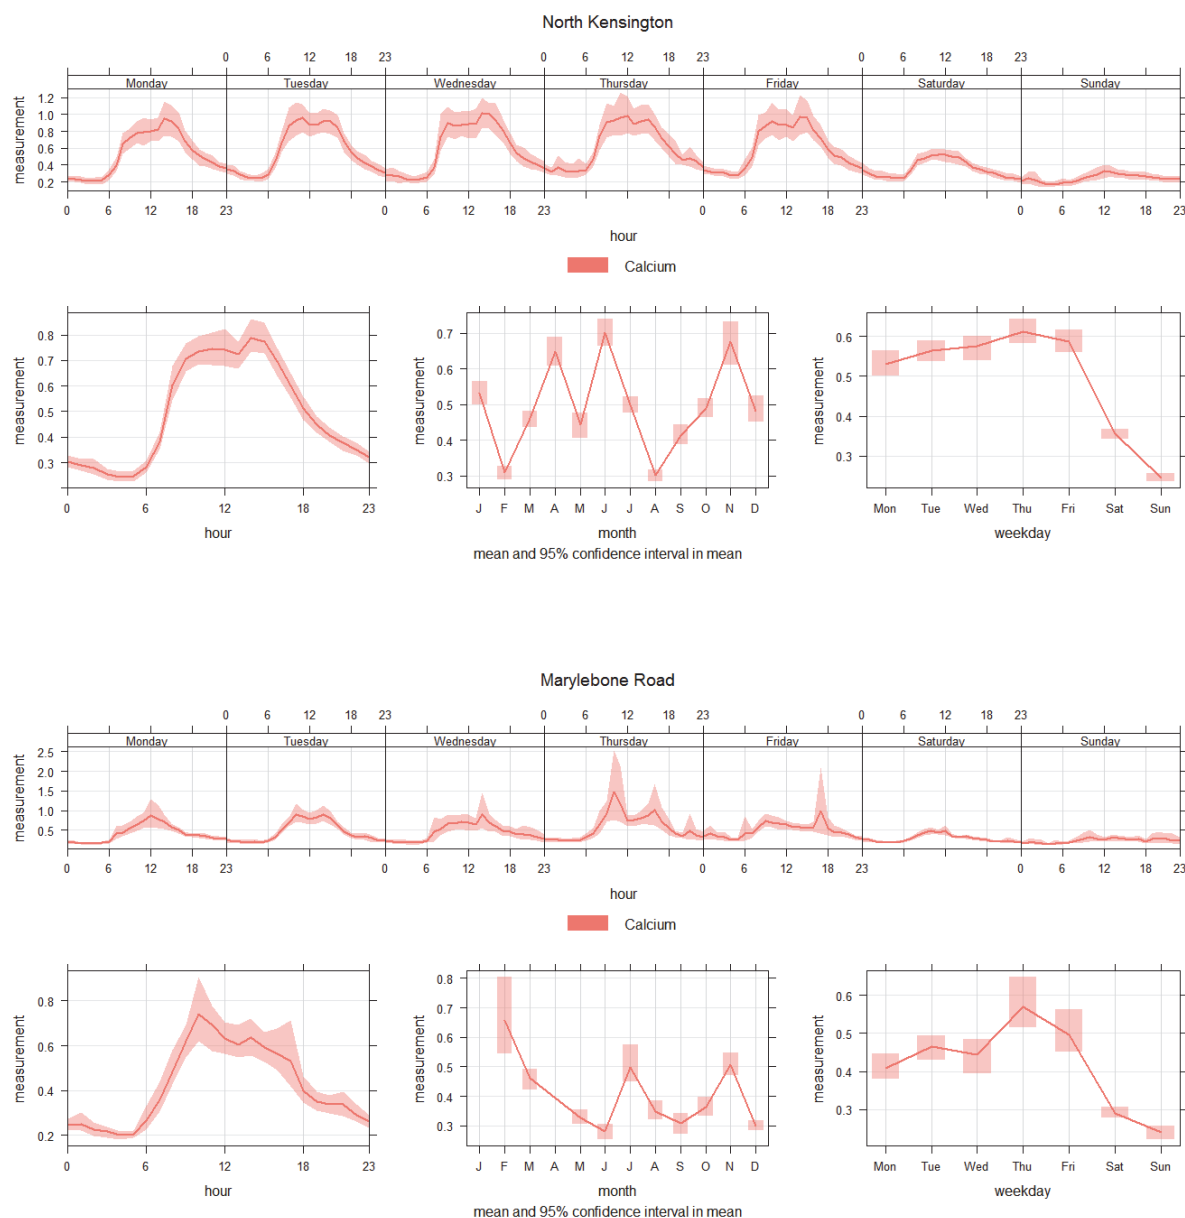 North Kensington
0 6 12 18 23 0 6 12 18 23 0 6 12 18 23
Monday Tuesday Wednesday Thursday Friday Saturday Sunday
measurement
1.2
1.0
0.8
0.6
0.4
0.2
0 6 12 18 23 0 6 12 18 23 0 6 12 18 23 0 6 12 18 23
hour
Calcium
measurement
0.8
0.7
0.6
0.5
0.4
0.3
0 6 12 18 23
hour
measurement
0.7
0.6
0.5
0.4
0.3
J F M A M J J A S O N D
month
mean and 95% confidence interval in mean
measurement
0.6
0.5
0.4
0.3
Mon Tue Wed Thu Fri Sat Sun
weekday
Marylebone Road
0 6 12 18 23 0 6 12 18 23 0 6 12 18 23
Monday Tuesday Wednesday Thursday Friday Saturday Sunday
measurement
2.5
2.0
1.5
1.0
0.5
0 6 12 18 23 0 6 12 18 23 0 6 12 18 23 0 6 12 18 23
hour
Calcium
measurement
0.8
0.6
0.4
0.2
0 6 12 18 23
hour
measurement
0.8
0.7
0.6
0.5
0.4
0.3
J F M A M J J A S O N D
month
mean and 95% confidence interval in mean
measurement
0.6
0.5
0.4
0.3
Mon Tue Wed Thu Fri Sat Sun
weekday